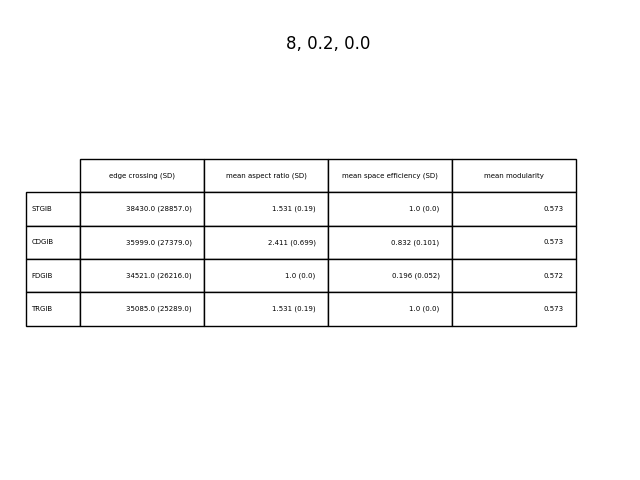 8, 0.2, 0.0
edge crossing (SD) mean aspect ratio (SD) mean space efficiency (SD) mean modularity
STGIB 38430.0 (28857.0) 1.531 (0.19) 1.0 (0.0) 0.573
CDGIB 35999.0 (27379.0) 2.411 (0.699) 0.832 (0.101) 0.573
FDGIB 34521.0 (26216.0) 1.0 (0.0) 0.196 (0.052) 0.572
TRGIB 35085.0 (25289.0) 1.531 (0.19) 1.0 (0.0) 0.573